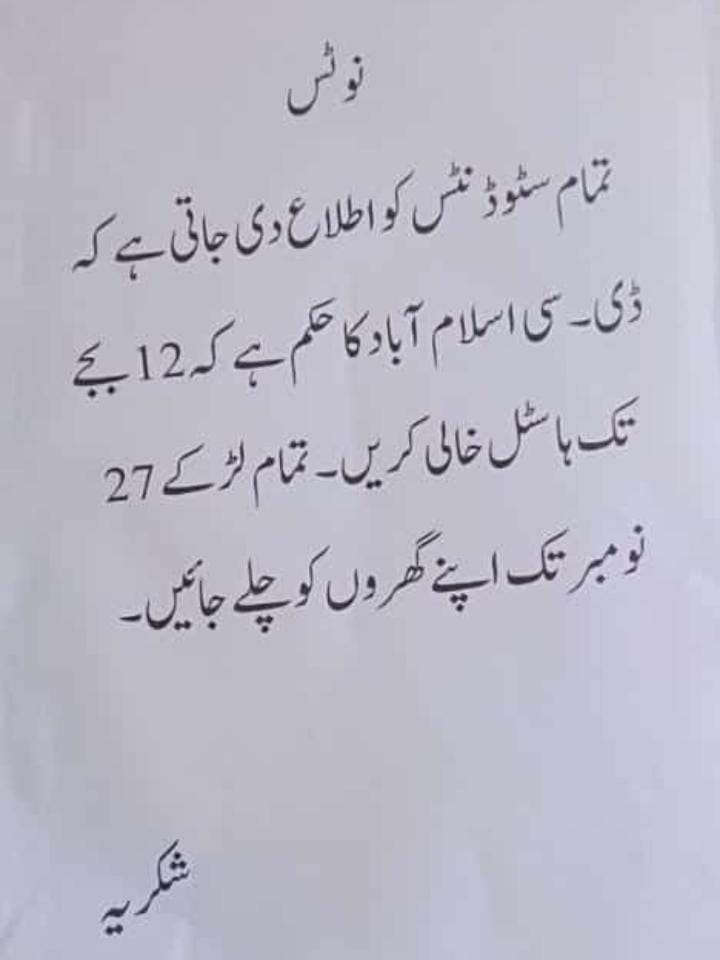 نوٹس
تمام سٹوڈنٹس کو اطلاع دی جاتی ہے کہ
ڈی۔ سی اسلام آباد کا حکم ہے کہ 12 بجے
تک ہاسٹل خالی کریں۔ تمام لڑکے 27
نومبر تک اپنے گھروں کو چلے جائیں۔
شکریہ